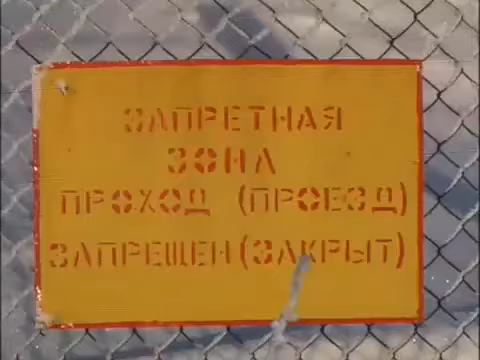 ЗАПРЕТНАЯ
ЗОНА
ПРОХОД (ПРОЕЗД)
ЗАПРЕЩЕН (ЗАКРЫТ)